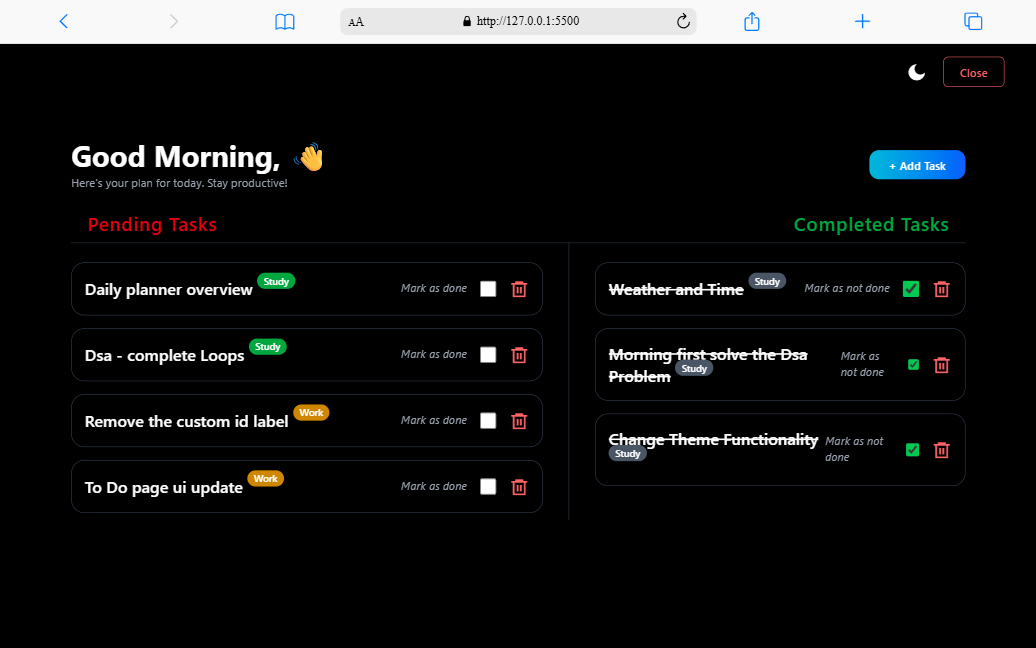 AA http://127.0.0.1:5500
Close
Good Morning, 👋
Here's your plan for today. Stay productive!
+ Add Task
Pending Tasks
Completed Tasks
Daily planner overview Study Mark as done
Dsa - complete Loops Study Mark as done
Remove the custom id label Work Mark as done
To Do page ui update Work Mark as done
Weather and Time Study Mark as not done
Morning first solve the Dsa
Problem Study
Mark as
not done
Change Theme Functionality
Study
Mark as not
done